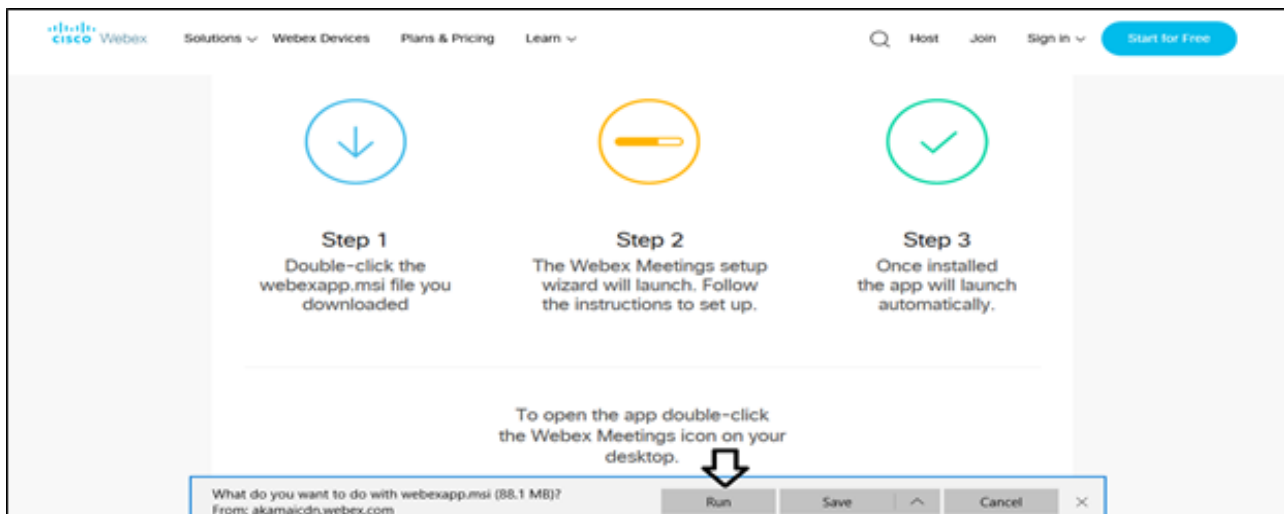 CISCO Webex
Solutions
Webex Devices
Plans & Pricing
Learn
Host
Join
Sign in
Start for Free
Step 1
Double-click the
webexapp.msi file you
downloaded
Step 2
The Webex Meetings setup
wizard will launch. Follow
the instructions to set up.
Step 3
Once installed
the app will launch
automatically.
To open the app double-click
the Webex Meetings icon on your
desktop.
What do you want to do with webexapp.msi (88.1 MB)?
From: akamaicdn.webex.com
Run
Save
Cancel